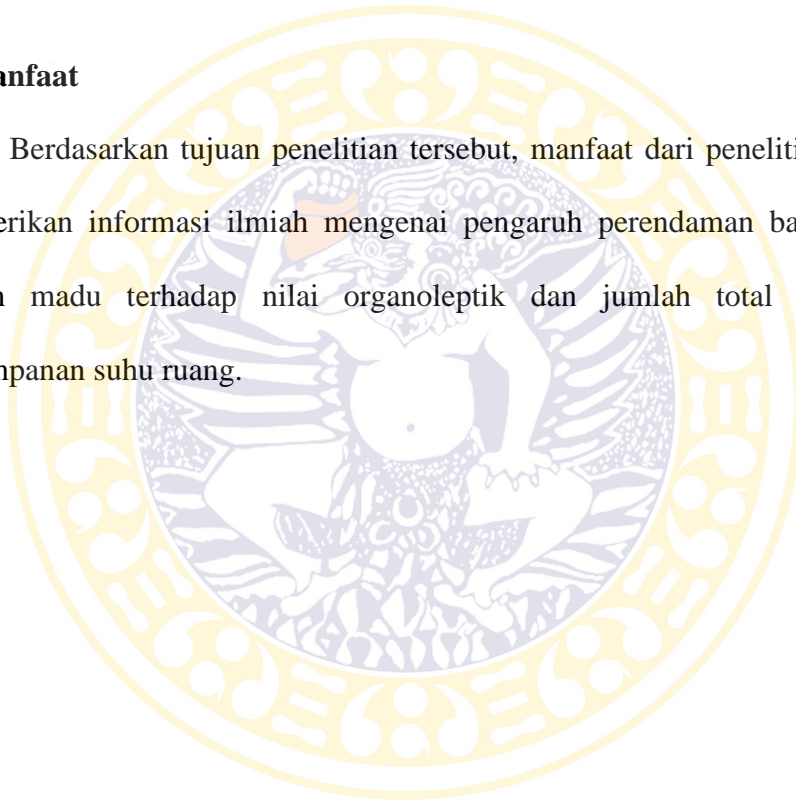 anfaat
Berdasarkan tujuan penelitian tersebut, manfaat dari peneliti
erikan informasi ilmiah mengenai pengaruh perendaman ba
madu terhadap nilai organoleptik dan jumlah total
panan suhu ruang.